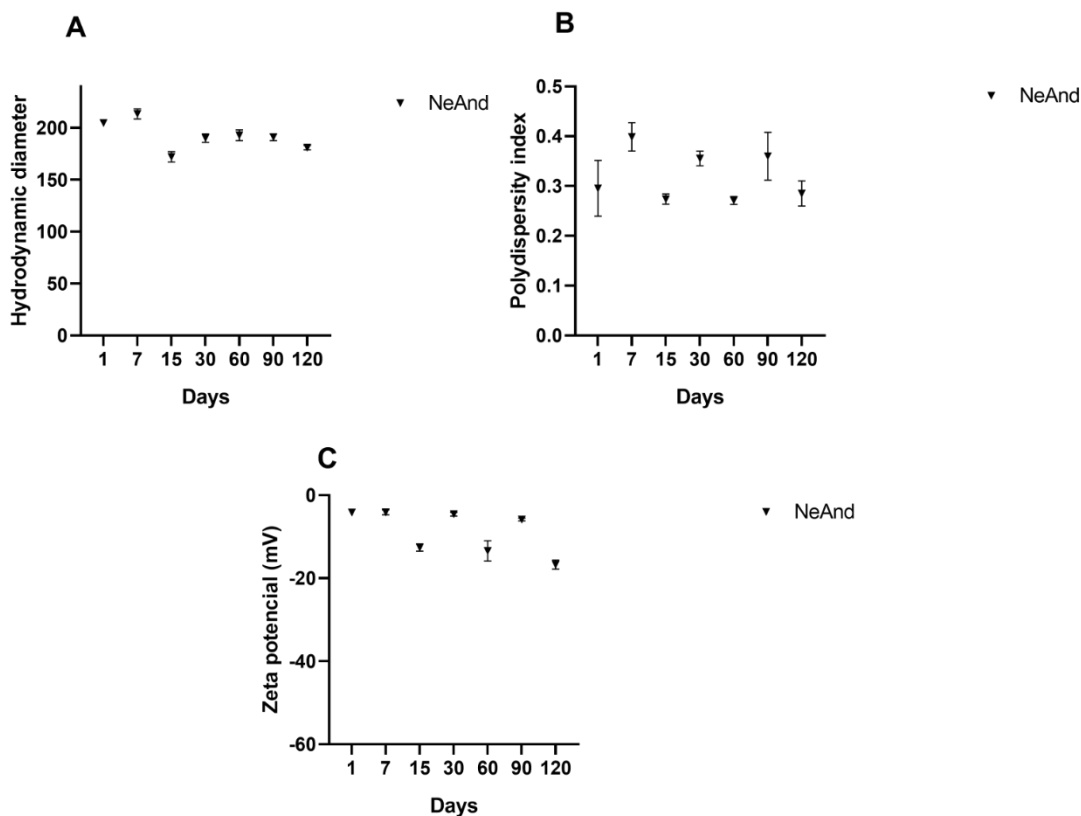 A
Hydrodynamic diameter
200
150
100
50
0
1 7 15 30 60 90 120
Days
NeAnd
B
Polydispersity index
0.5
0.4
0.3
0.2
0.1
0.0
1 7 15 30 60 90 120
Days
NeAnd
C
Zeta potencial (mV)
0
-20
-40
-60
1 7 15 30 60 90 120
Days
NeAnd